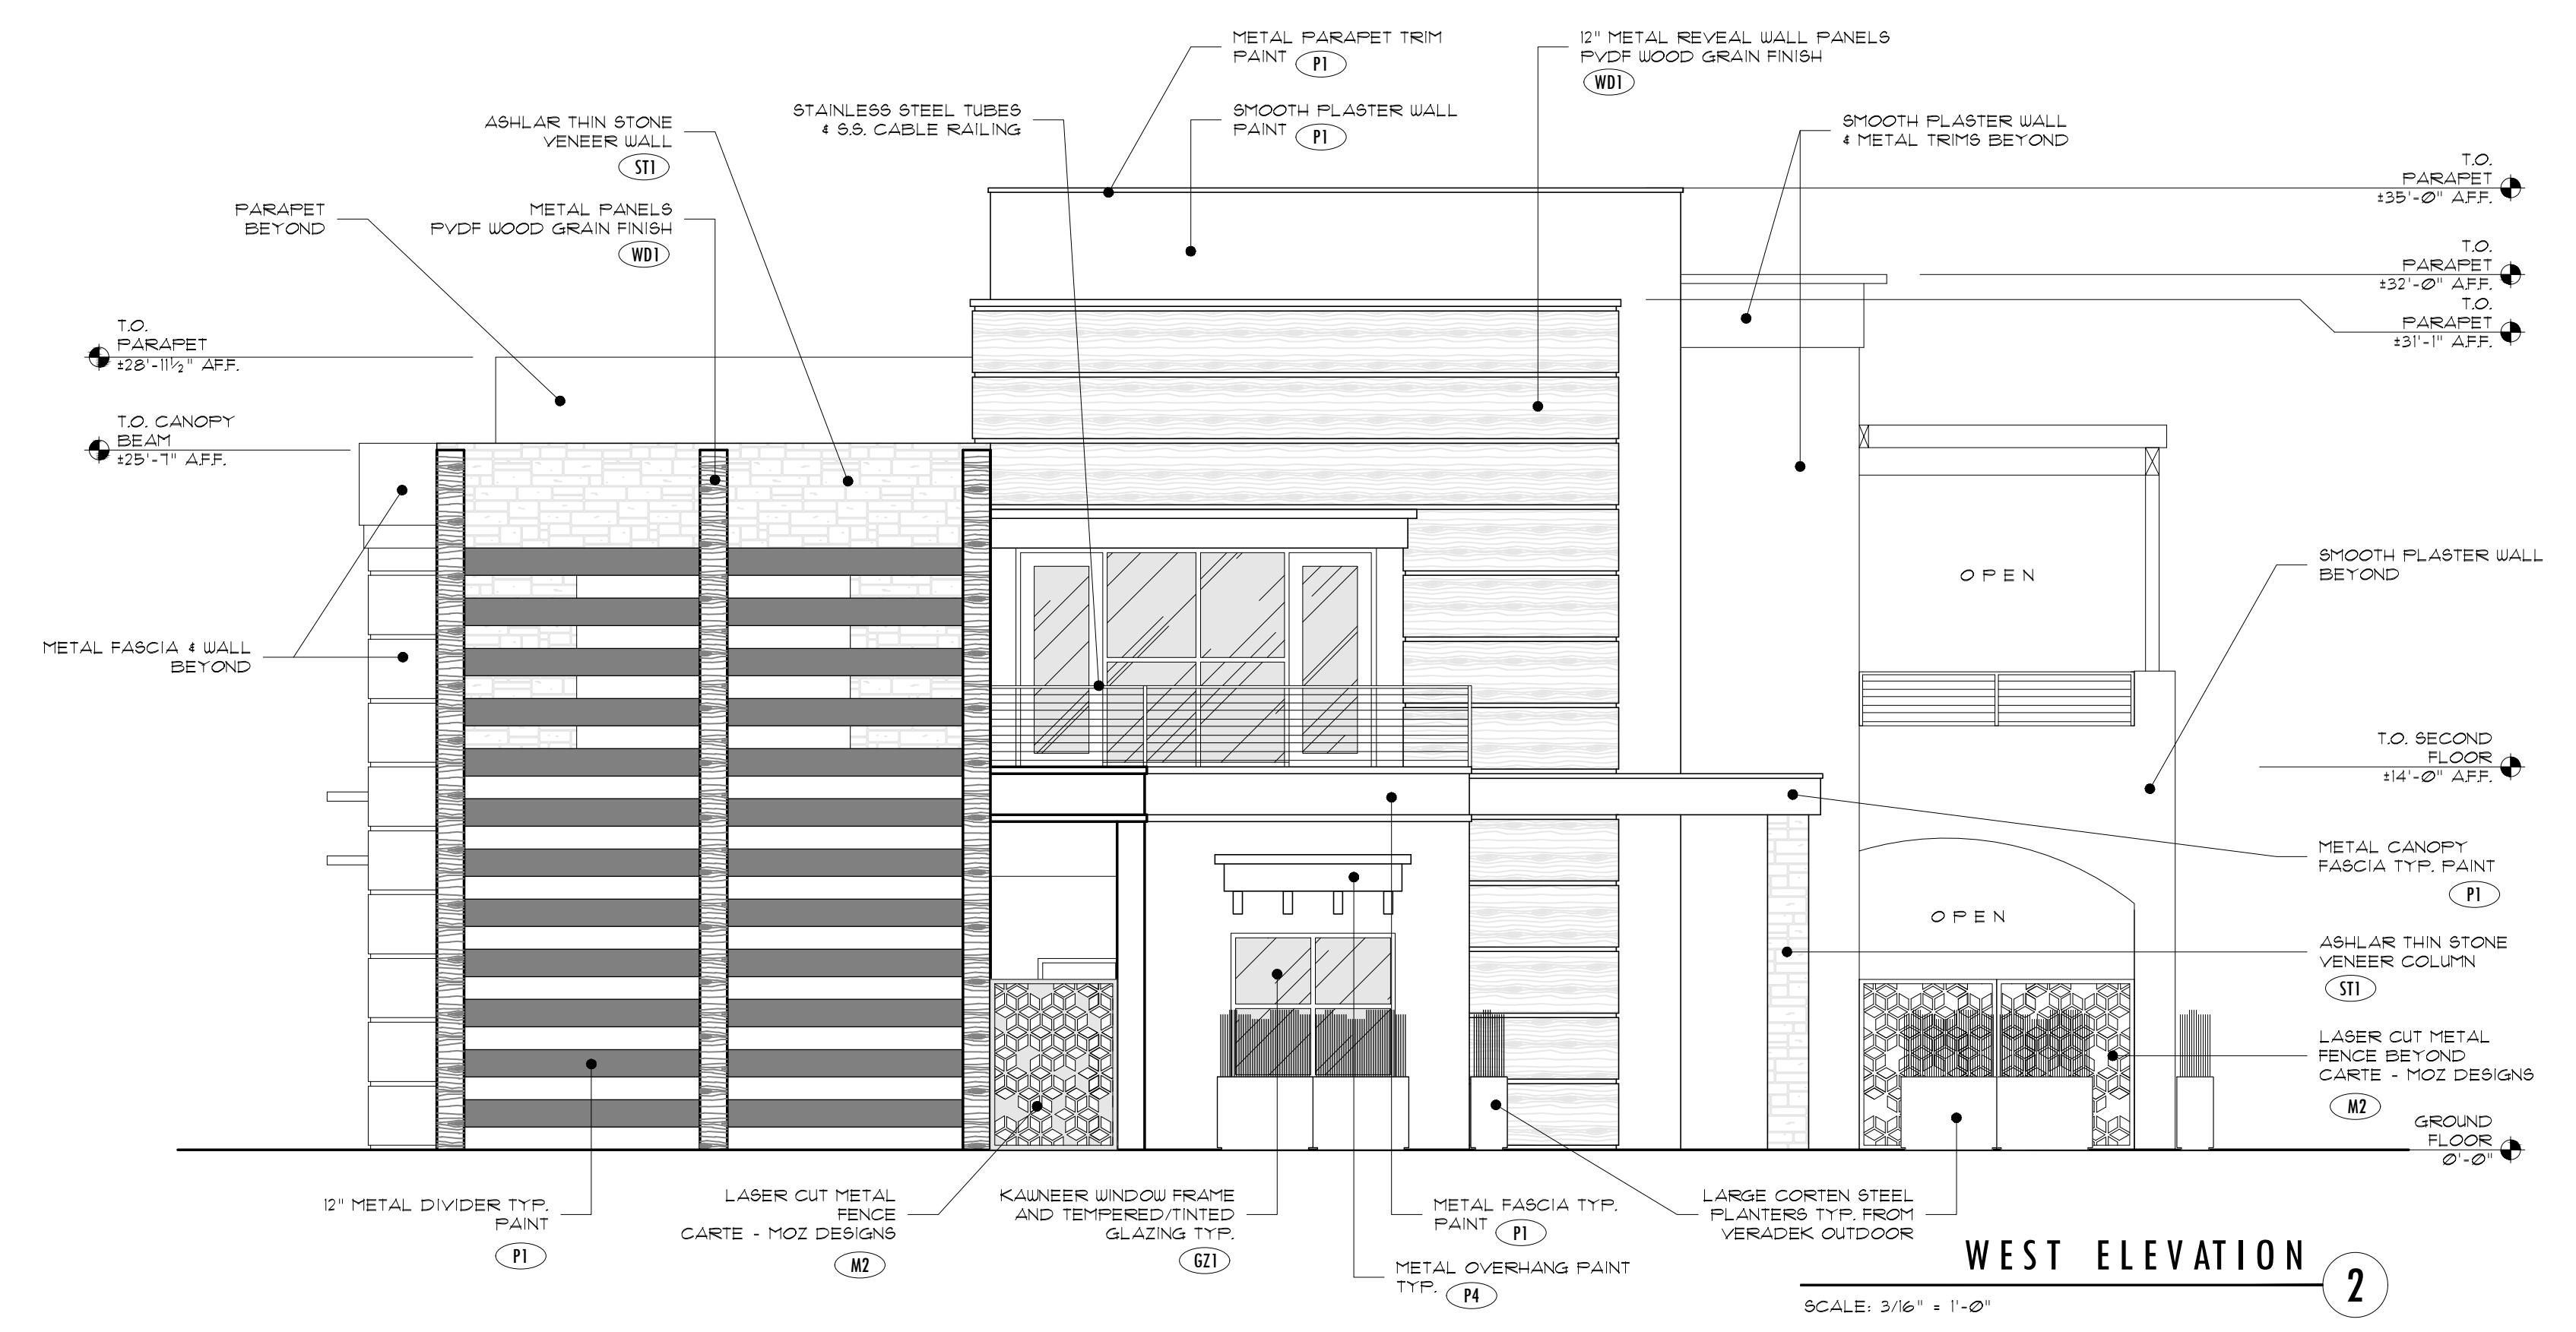 METAL PARAPET TRIM
PAINT P1
12" METAL REVEAL WALL PANELS
PVDF WOOD GRAIN FINISH
WD1
STAINLESS STEEL TUBES
& S.S. CABLE RAILING
SMOOTH PLASTER WALL
PAINT P1
ASHLAR THIN STONE
VENEER WALL
ST1
SMOOTH PLASTER WALL
& METAL TRIMS BEYOND
T.O.
PARAPET
±35'-0" A.F.F.
PARAPET
BEYOND
METAL PANELS
PVDF WOOD GRAIN FINISH
WD1
T.O.
PARAPET
±32'-0" A.F.F.
T.O.
PARAPET
±31'-1" A.F.F.
T.O.
PARAPET
±28'-11½" A.F.F.
T.O. CANOPY
BEAM
±25'-7" A.F.F.
OPEN
SMOOTH PLASTER WALL
BEYOND
METAL FASCIA & WALL
BEYOND
T.O. SECOND
FLOOR
±14'-0" A.F.F.
METAL CANOPY
FASCIA TYP. PAINT
P1
OPEN
ASHLAR THIN STONE
VENEER COLUMN
ST1
LASER CUT METAL
FENCE BEYOND
CARTE - MOZ DESIGNS
M2
GROUND
FLOOR
0'-0"
12" METAL DIVIDER TYP.
PAINT
P1
LASER CUT METAL
FENCE
CARTE - MOZ DESIGNS
M2
KAWNEER WINDOW FRAME
AND TEMPERED/TINTED
GLAZING TYP.
GZ1
METAL FASCIA TYP.
PAINT P1
METAL OVERHANG PAINT
TYP. P4
LARGE CORTEN STEEL
PLANTERS TYP. FROM
VERADEK OUTDOOR
WEST ELEVATION 2
SCALE: 3/16" = 1'-0"